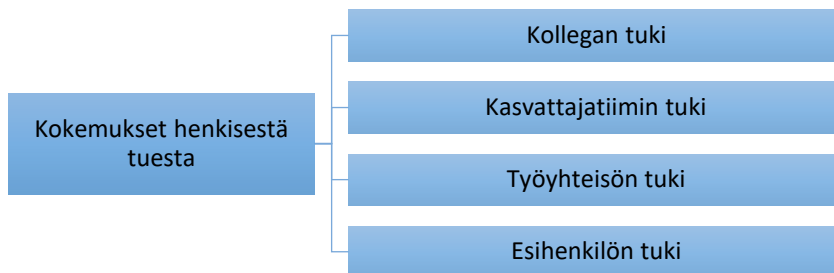 Kokemukset henkisestä
tuesta
Kollegan tuki
Kasvattajatiimin tuki
Työyhteisön tuki
Esihenkilön tuki